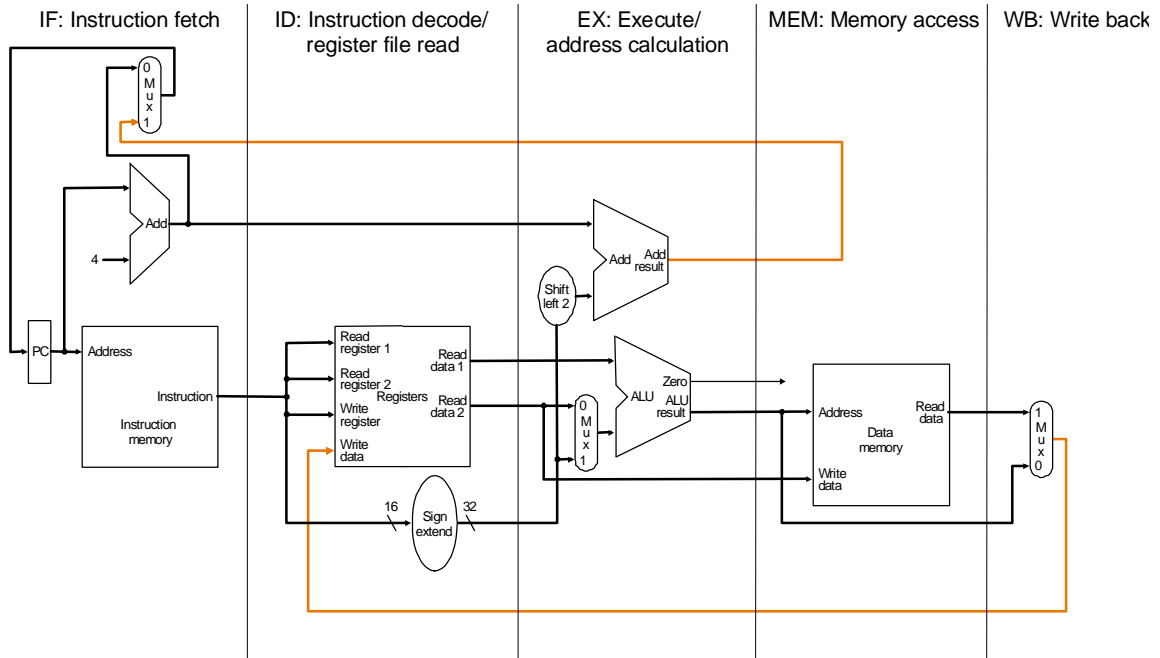 IF: Instruction fetch
ID: Instruction decode/
register file read
EX: Execute/
address calculation
MEM: Memory access
WB: Write back
0
M
u
x
1
Add
4
Add
Add
result
Shift
left 2
PC
Address
Instruction
Instruction
memory
Read
register 1
Read
register 2
Write
register
Write
data
Registers
Read
data 1
Read
data 2
16
Sign
extend
32
0
M
u
x
1
ALU
Zero
ALU
result
Address
Write
data
Data
memory
Read
data
1
M
u
x
0